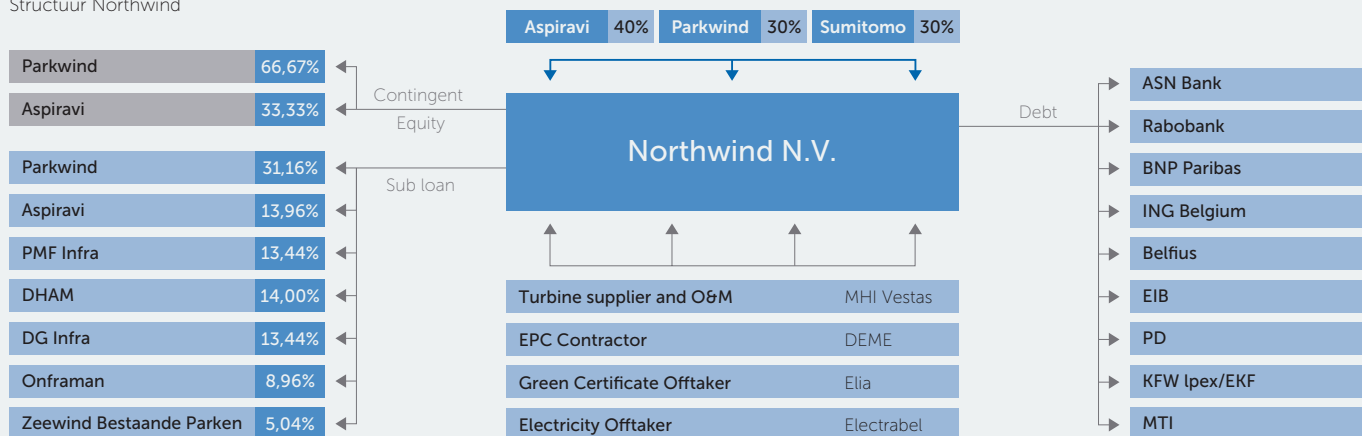 Structuur Northwind
Aspiravi 40% Parkwind 30% Sumitomo 30%
Parkwind 66,67%
Aspiravi 33,33%
Contingent
Equity
Parkwind 31,16%
Aspiravi 13,96%
PMF Infra 13,44%
DHAM 14,00%
DG Infra 13,44%
Onframan 8,96%
Zeewind Bestaande Parken 5,04%
Sub loan
Northwind N.V.
Turbine supplier and O&M MHI Vestas
EPC Contractor DEME
Green Certificate Offtaker Elia
Electricity Offtaker Electrabel
Debt
ASN Bank
Rabobank
BNP Paribas
ING Belgium
Belfius
EIB
PD
KFW lpex/EKF
MTI